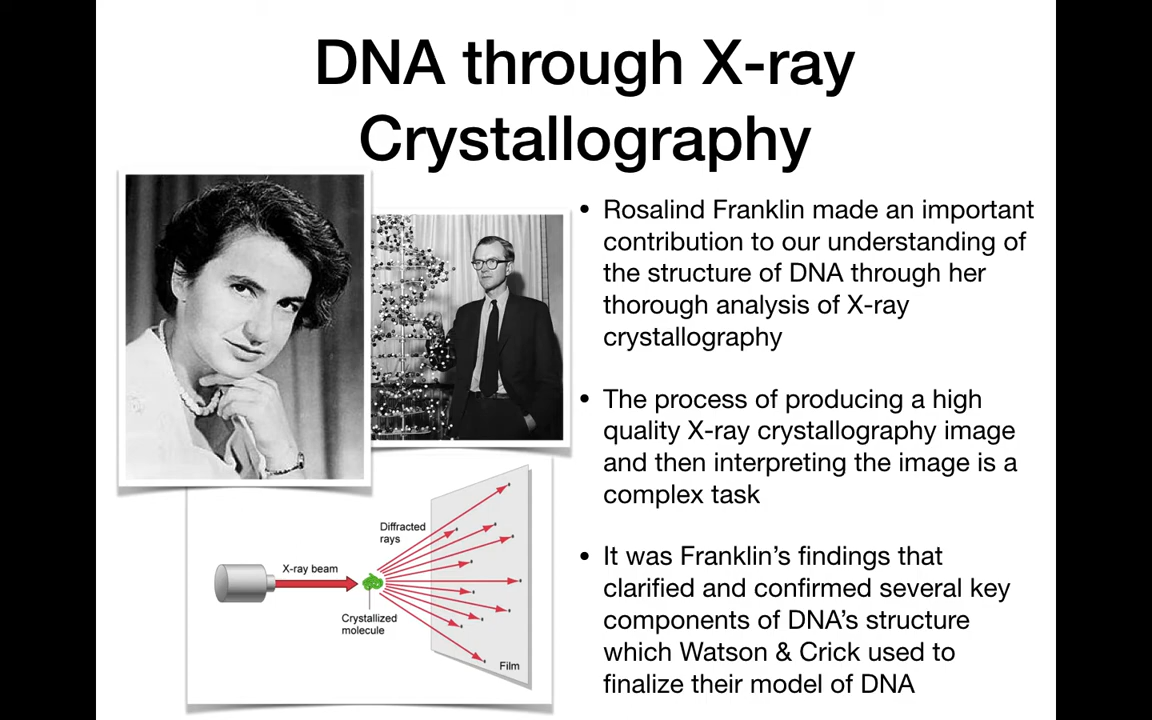 DNA through X-ray
Crystallography
• Rosalind Franklin made an important
contribution to our understanding of
the structure of DNA through her
thorough analysis of X-ray
crystallography
• The process of producing a high
quality X-ray crystallography image
and then interpreting the image is a
complex task
• It was Franklin’s findings that
clarified and confirmed several key
components of DNA’s structure
which Watson & Crick used to
finalize their model of DNA
Diffracted
rays
X-ray beam
Crystallized
molecule
Film